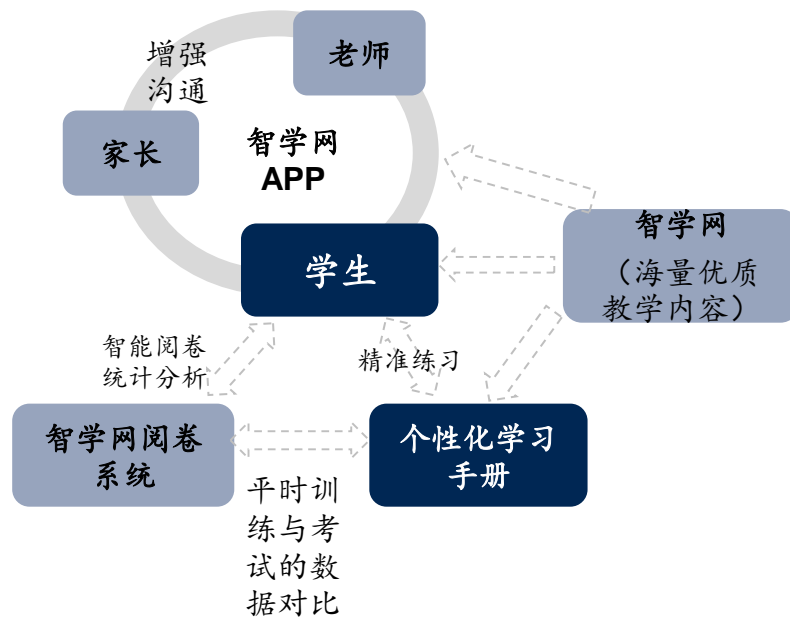 老师
增强
沟通
家长
智学网
APP
智学网
（海量优质
教学内容）
学生
智能阅卷
统计分析
精准练习
智学网阅卷
系统
个性化学习
手册
平时训
练与考
试的数
据对比